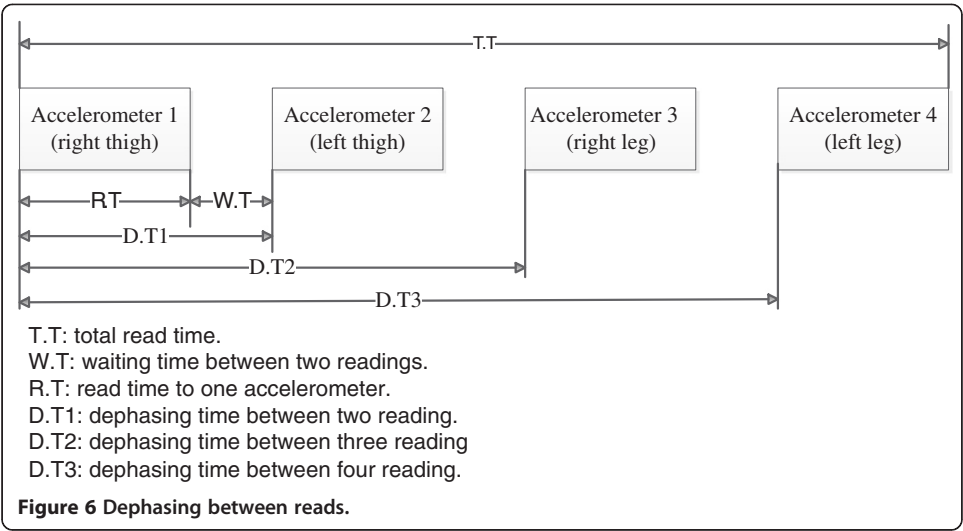 T.T
Accelerometer 1
(right thigh)
Accelerometer 2
(left thigh)
Accelerometer 3
(right leg)
Accelerometer 4
(left leg)
R.T
W.T
D.T1
D.T2
D.T3
T.T: total read time.
W.T: waiting time between two readings.
R.T: read time to one accelerometer.
D.T1: dephasing time between two reading.
D.T2: dephasing time between three reading
D.T3: dephasing time between four reading.
Figure 6 Dephasing between reads.